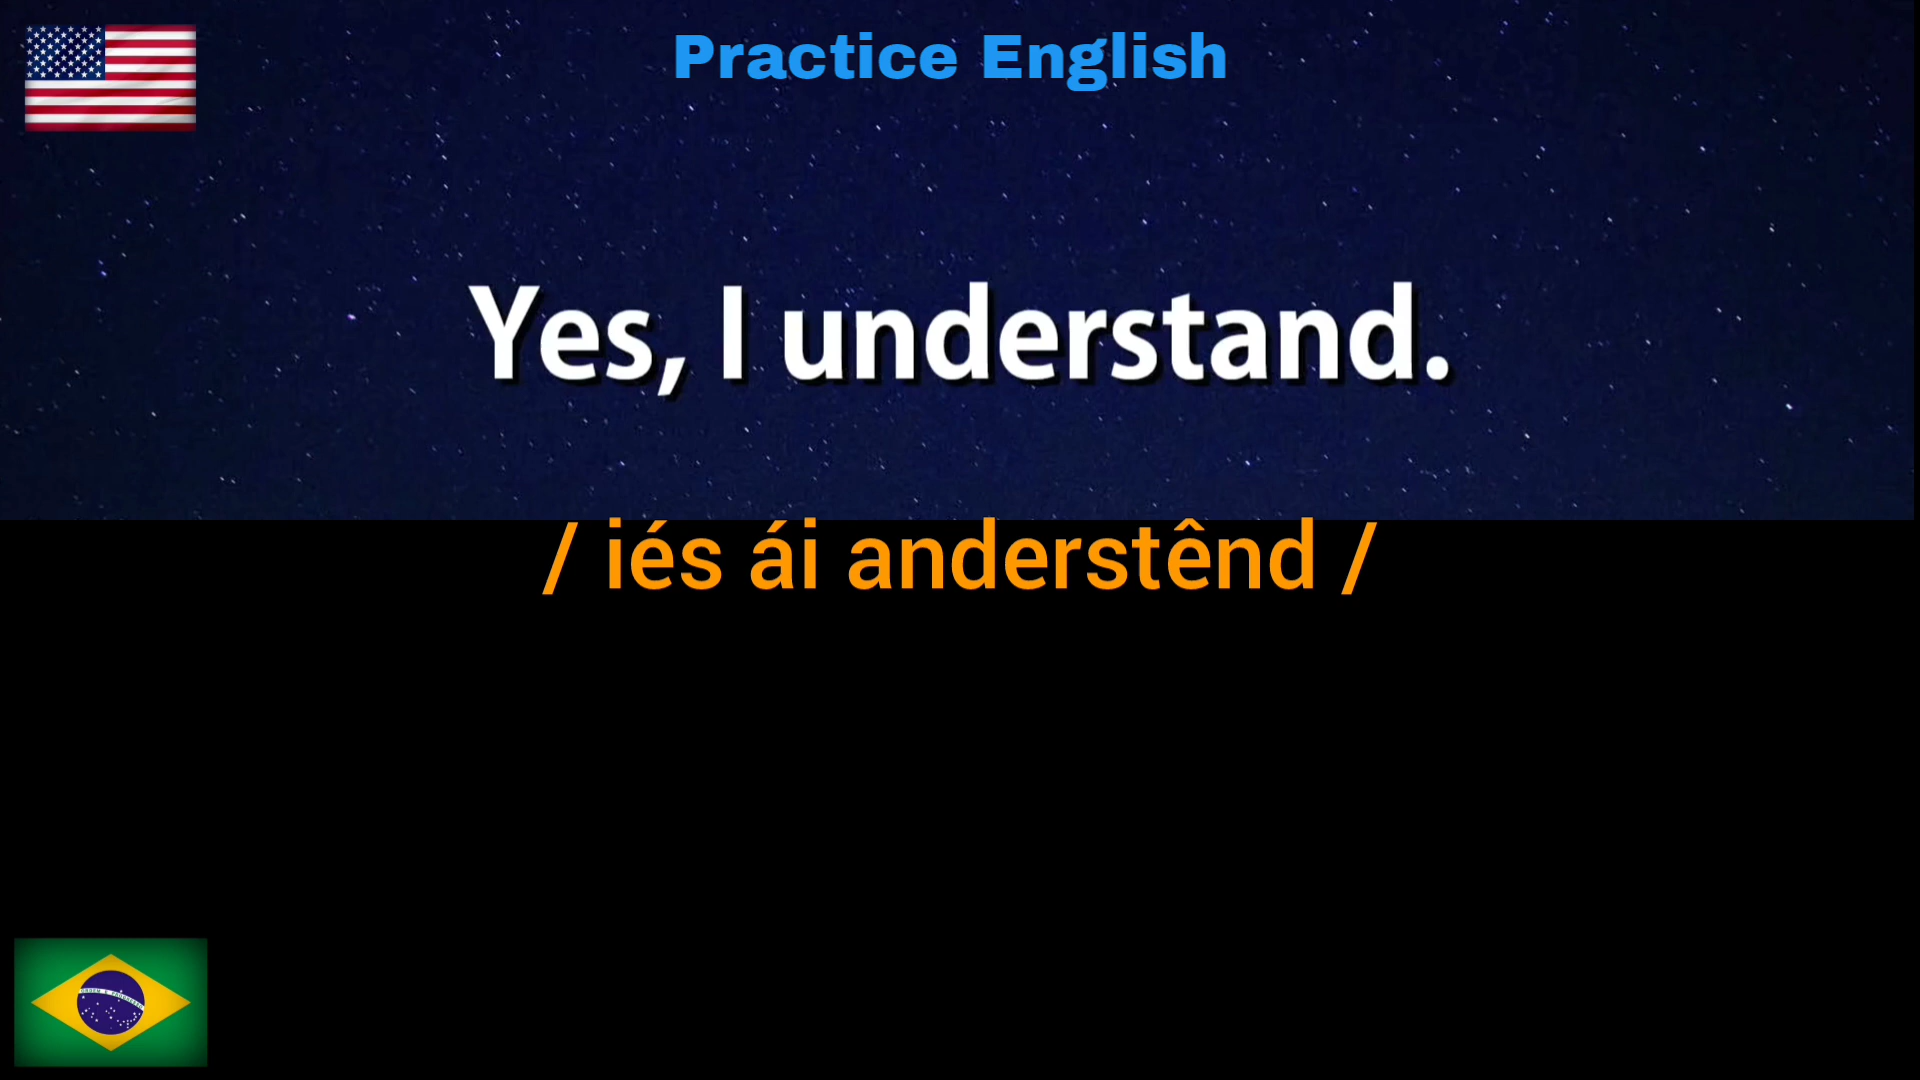 Practice English
Yes, I understand.
/ iés ái anderstênd /